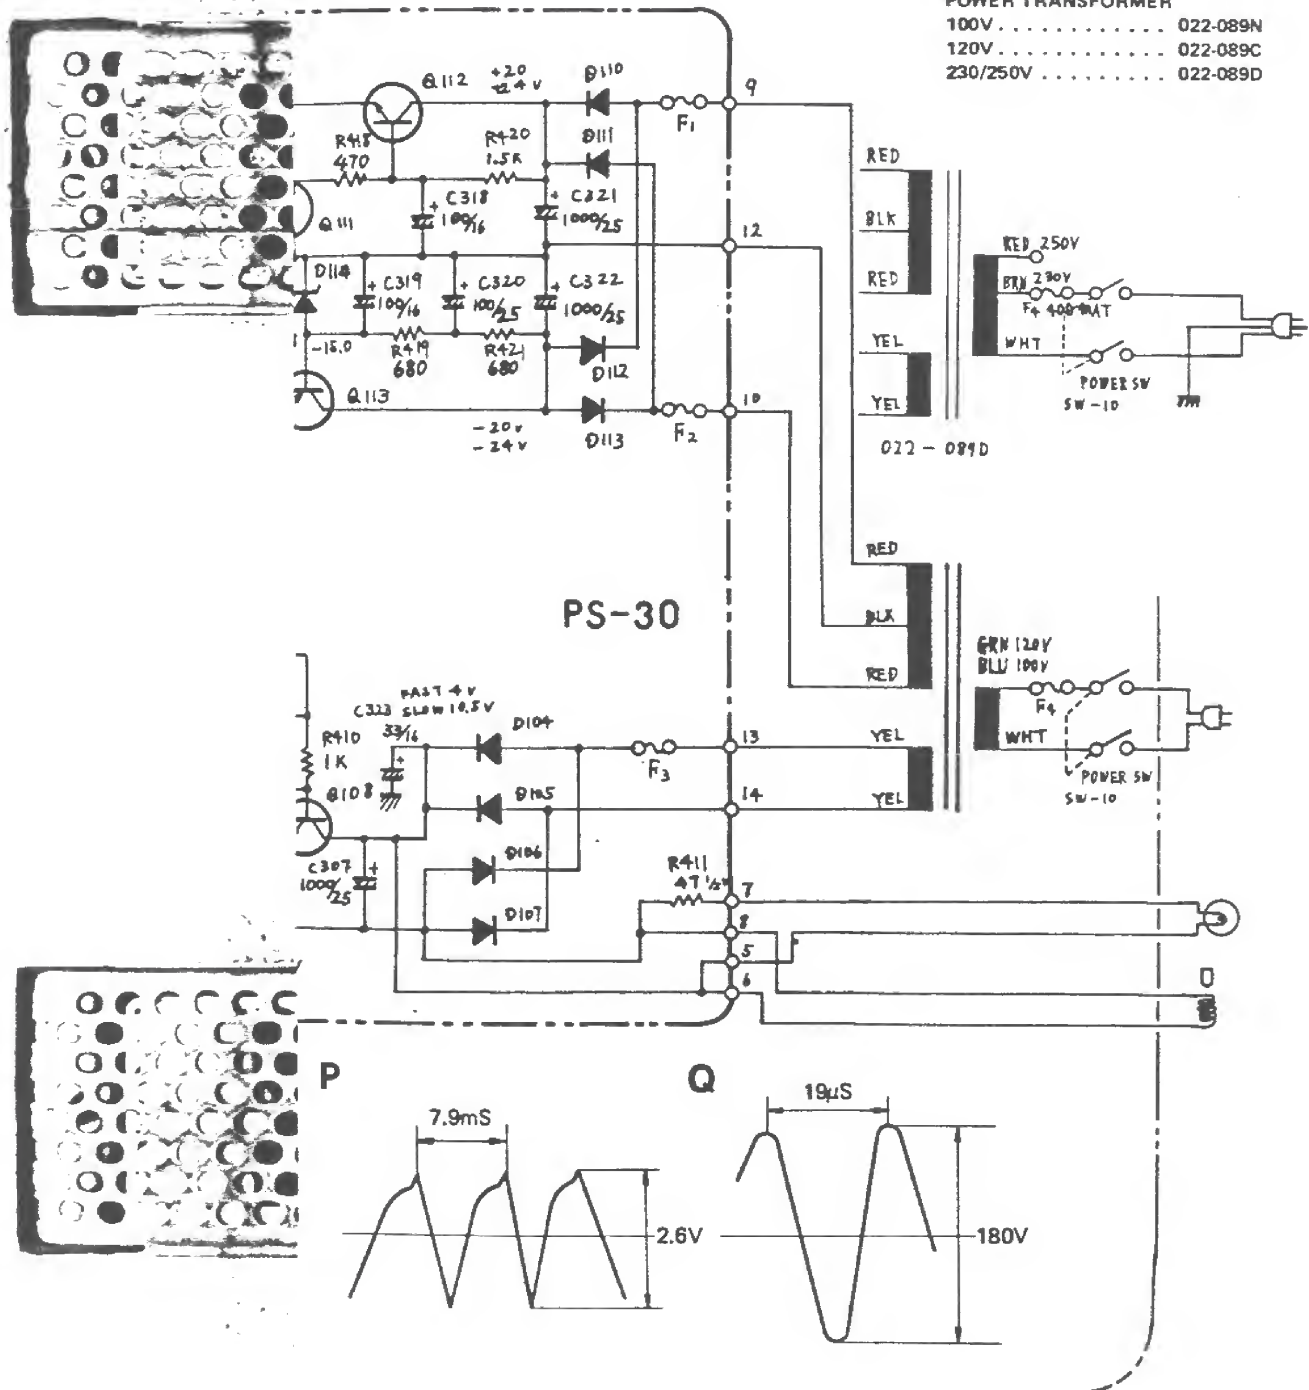 POWER TRANSFORMER
100V............ 022-089N
120V............ 022-089C
230/250V......... 022-089D
Q112
+20
+24V
D110
9
F1
R418
470
R420
1.5K
D111
C318
100/16
C321
1000/25
Q111
12
D114
C319
100/16
C320
100/25
C322
1000/25
R419
680
R421
680
D112
Q113
-20V
-24V
D113
F2
10
RED
BLK
RED
YEL
YEL
022-089D
RED 250V
BRN 230V
F4
WHT
POWER SW
SW-10
PS-30
RED
BLK
RED
YEL
YEL
GRN 120V
BLU 100V
F4
WHT
POWER SW
SW-10
FAST 4V
SLOW 10.5V
C323
33/16
D104
R410
1K
Q108
F3
13
D105
14
C307
1000/25
D106
D107
R411
47 1/2W
7
8
5
6
P
7.9mS
2.6V
Q
19μS
180V